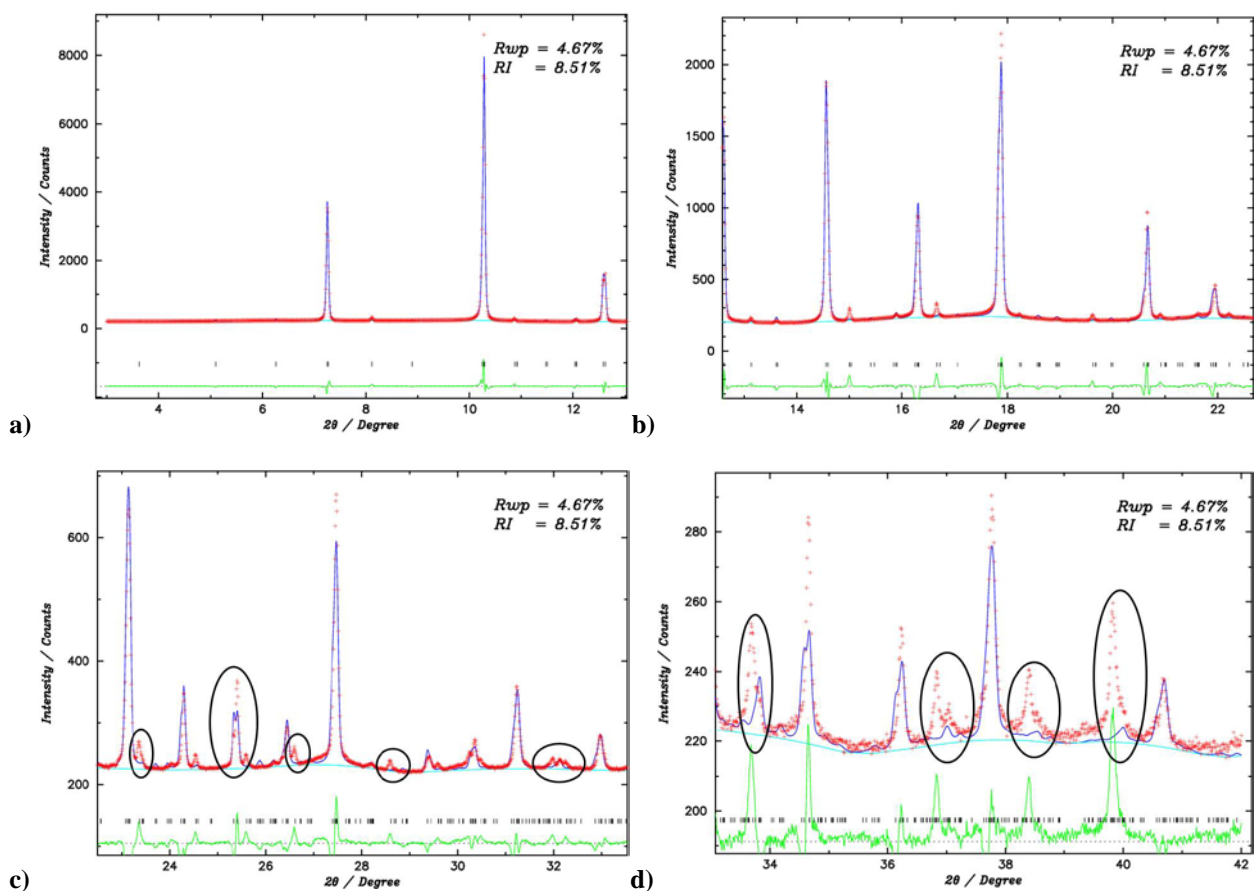 8000
6000
4000
2000
0
Intensity / Counts
Rwp = 4.67%
RI = 8.51%
4
6
8
10
12
2θ / Degree
a)
2000
1500
1000
500
0
Intensity / Counts
Rwp = 4.67%
RI = 8.51%
14
16
18
20
22
2θ / Degree
b)
600
400
200
Intensity / Counts
Rwp = 4.67%
RI = 8.51%
24
26
28
30
32
2θ / Degree
c)
300
280
260
240
220
200
Intensity / Counts
Rwp = 4.67%
RI = 8.51%
34
36
38
40
42
2θ / Degree
d)